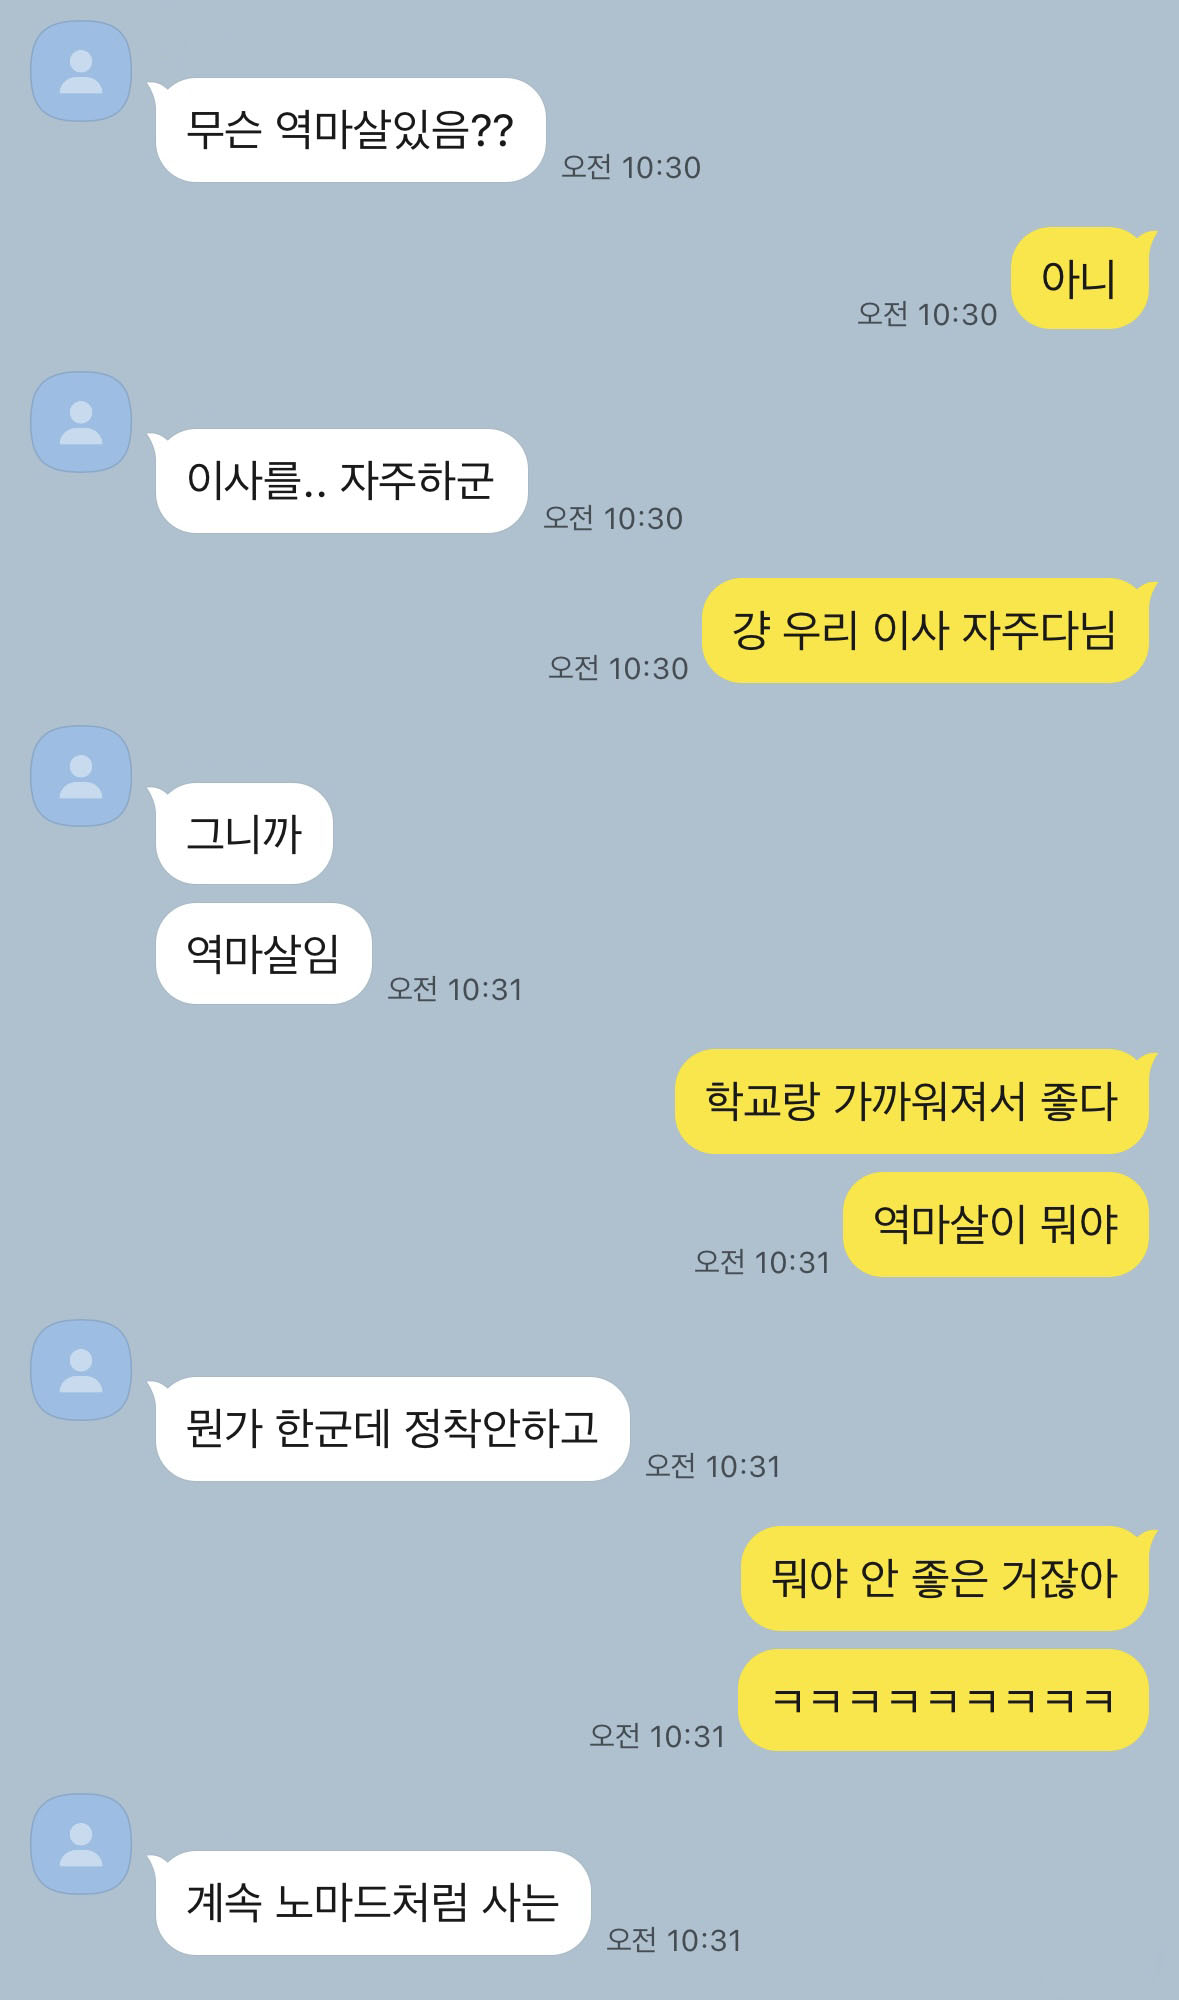 무슨 역마살있음??
오전 10:30
아니
오전 10:30
이사를.. 자주하군
오전 10:30
걍 우리 이사 자주다님
오전 10:30
그니까
역마살임
오전 10:31
학교랑 가까워져서 좋다
역마살이 뭐야
오전 10:31
뭔가 한군데 정착안하고
오전 10:31
뭐야 안 좋은 거잖아
ㅋㅋㅋㅋㅋㅋㅋㅋㅋ
오전 10:31
계속 노마드처럼 사는
오전 10:31